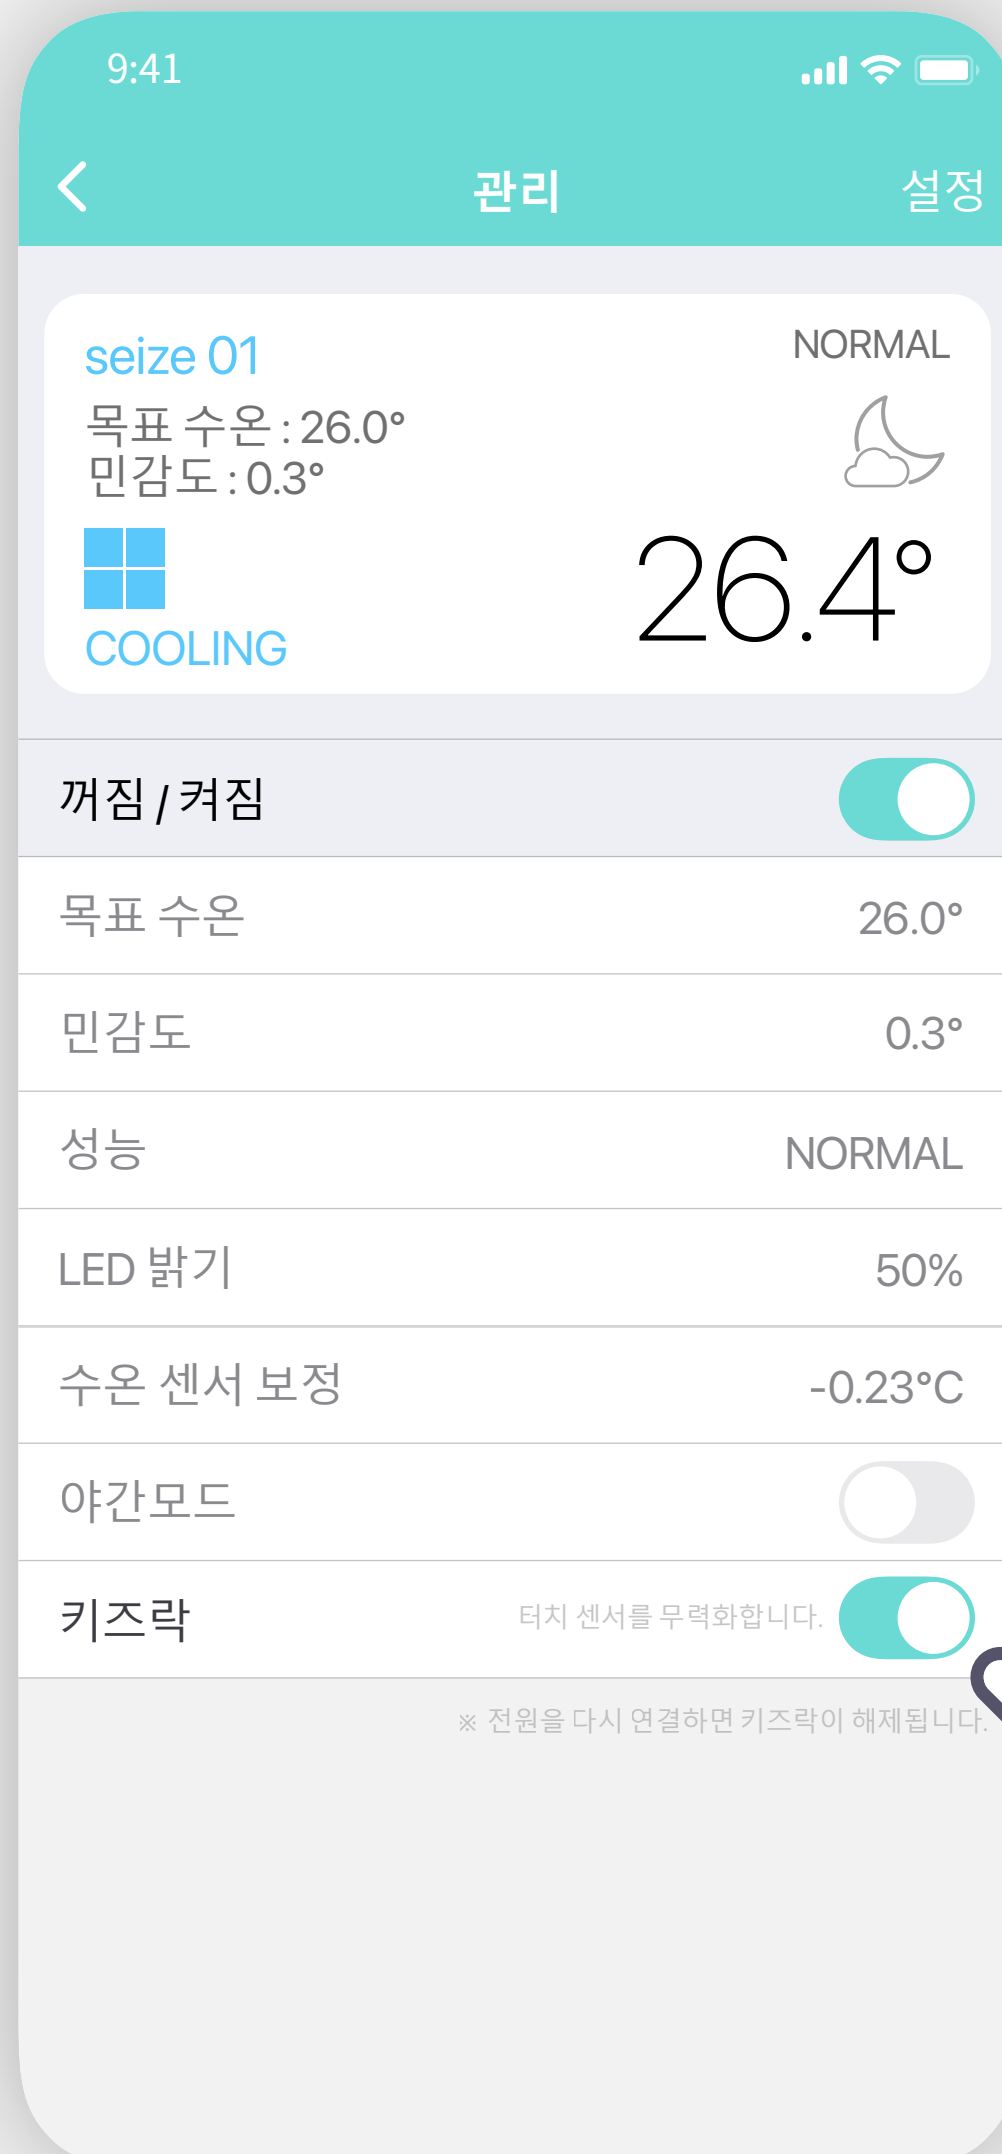 9:41
관리
설정
seize 01
NORMAL
목표 수온 : 26.0°
민감도 : 0.3°
26.4°
COOLING
꺼짐 / 켜짐
목표 수온 26.0°
민감도 0.3°
성능 NORMAL
LED 밝기 50%
수온 센서 보정 -0.23°C
야간모드
키즈락 터치 센서를 무력화합니다.
※ 전원을 다시 연결하면 키즈락이 해제됩니다.